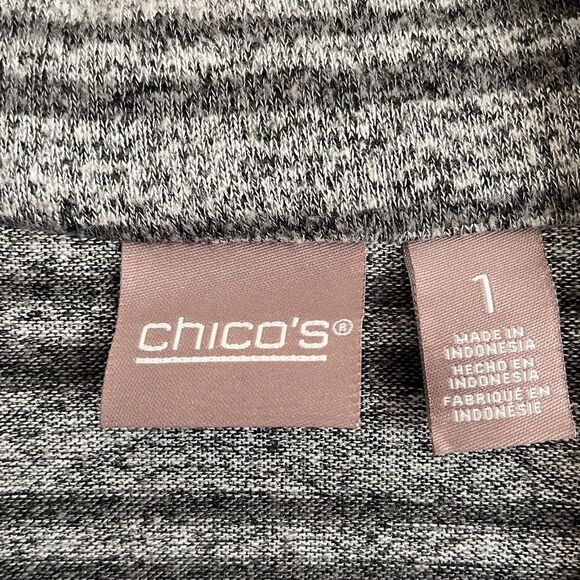 chico's®
1
MADE IN
INDONESIA
HECHO EN
INDONESIA
FABRIQUÉ EN
INDONÉSIE